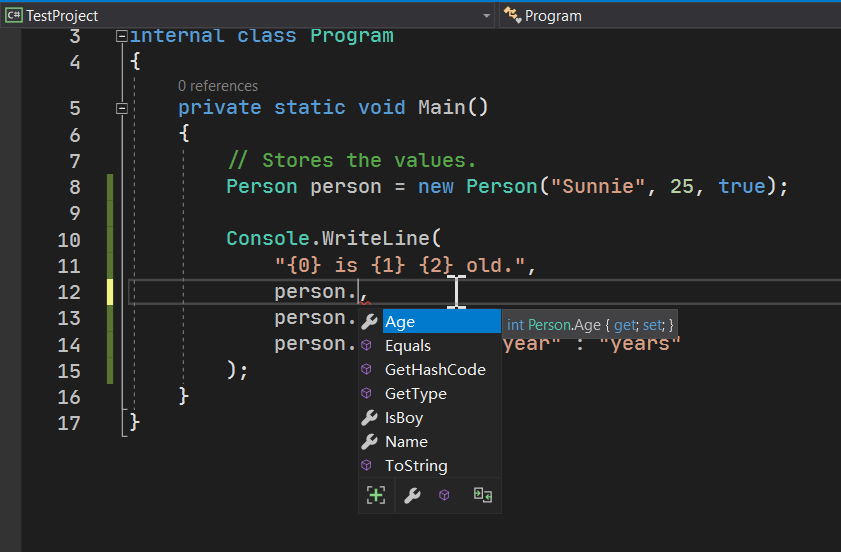 C# TestProject Program
3 internal class Program
4 {
0 references
5 private static void Main()
6 {
7 // Stores the values.
8 Person person = new Person("Sunnie", 25, true);
9
10 Console.WriteLine(
11 "{0} is {1} {2} old.",
12 person.,
13 person.
14 person. year" : "years"
15 );
16 }
17 }
Age
int Person.Age { get; set; }
Equals
GetHashCode
GetType
IsBoy
Name
ToString